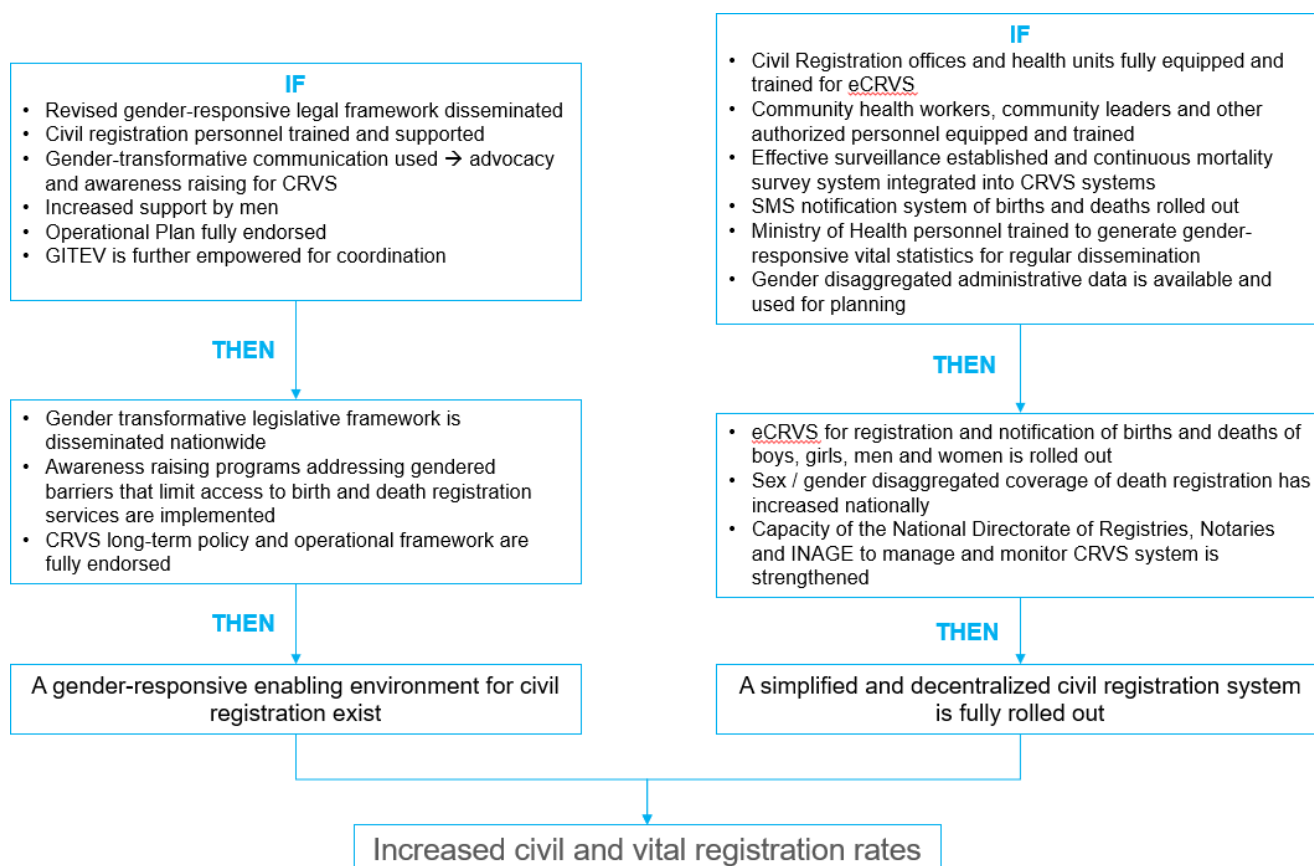 IF
• Revised gender-responsive legal framework disseminated
• Civil registration personnel trained and supported
• Gender-transformative communication used → advocacy
and awareness raising for CRVS
• Increased support by men
• Operational Plan fully endorsed
• GITEV is further empowered for coordination
THEN
• Gender transformative legislative framework is
disseminated nationwide
• Awareness raising programs addressing gendered
barriers that limit access to birth and death registration
services are implemented
• CRVS long-term policy and operational framework are
fully endorsed
THEN
A gender-responsive enabling environment for civil
registration exist
IF
• Civil Registration offices and health units fully equipped and
trained for eCRVS
• Community health workers, community leaders and other
authorized personnel equipped and trained
• Effective surveillance established and continuous mortality
survey system integrated into CRVS systems
• SMS notification system of births and deaths rolled out
• Ministry of Health personnel trained to generate gender-
responsive vital statistics for regular dissemination
• Gender disaggregated administrative data is available and
used for planning
THEN
• eCRVS for registration and notification of births and deaths of
boys, girls, men and women is rolled out
• Sex / gender disaggregated coverage of death registration has
increased nationally
• Capacity of the National Directorate of Registries, Notaries
and INAGE to manage and monitor CRVS system is
strengthened
THEN
A simplified and decentralized civil registration system
is fully rolled out
Increased civil and vital registration rates